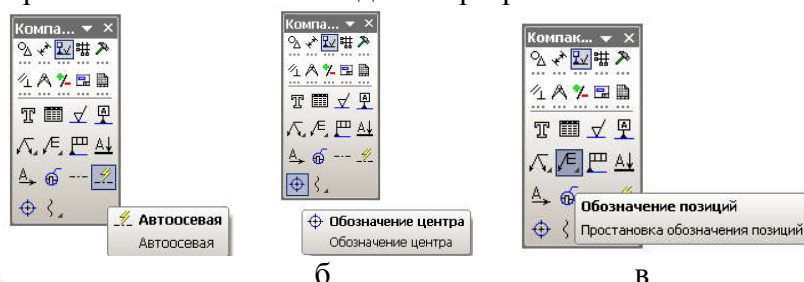 Компа...
Автоосевая
Автоосевая
Компа...
Обозначение центра
Обозначение центра
Компак...
Обозначение позиций
Простановка обозначения позиций
б
в